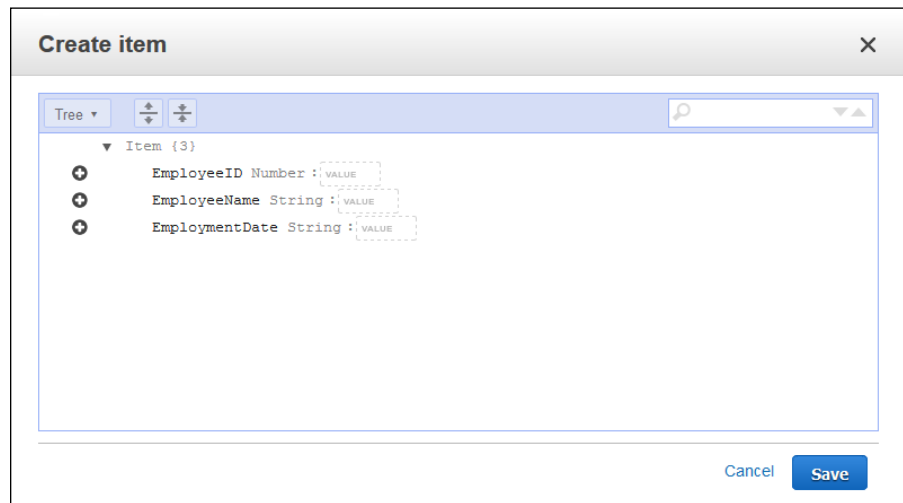 Create item
Tree
Item {3}
EmployeeID Number : VALUE
EmployeeName String : VALUE
EmploymentDate String : VALUE
Cancel Save